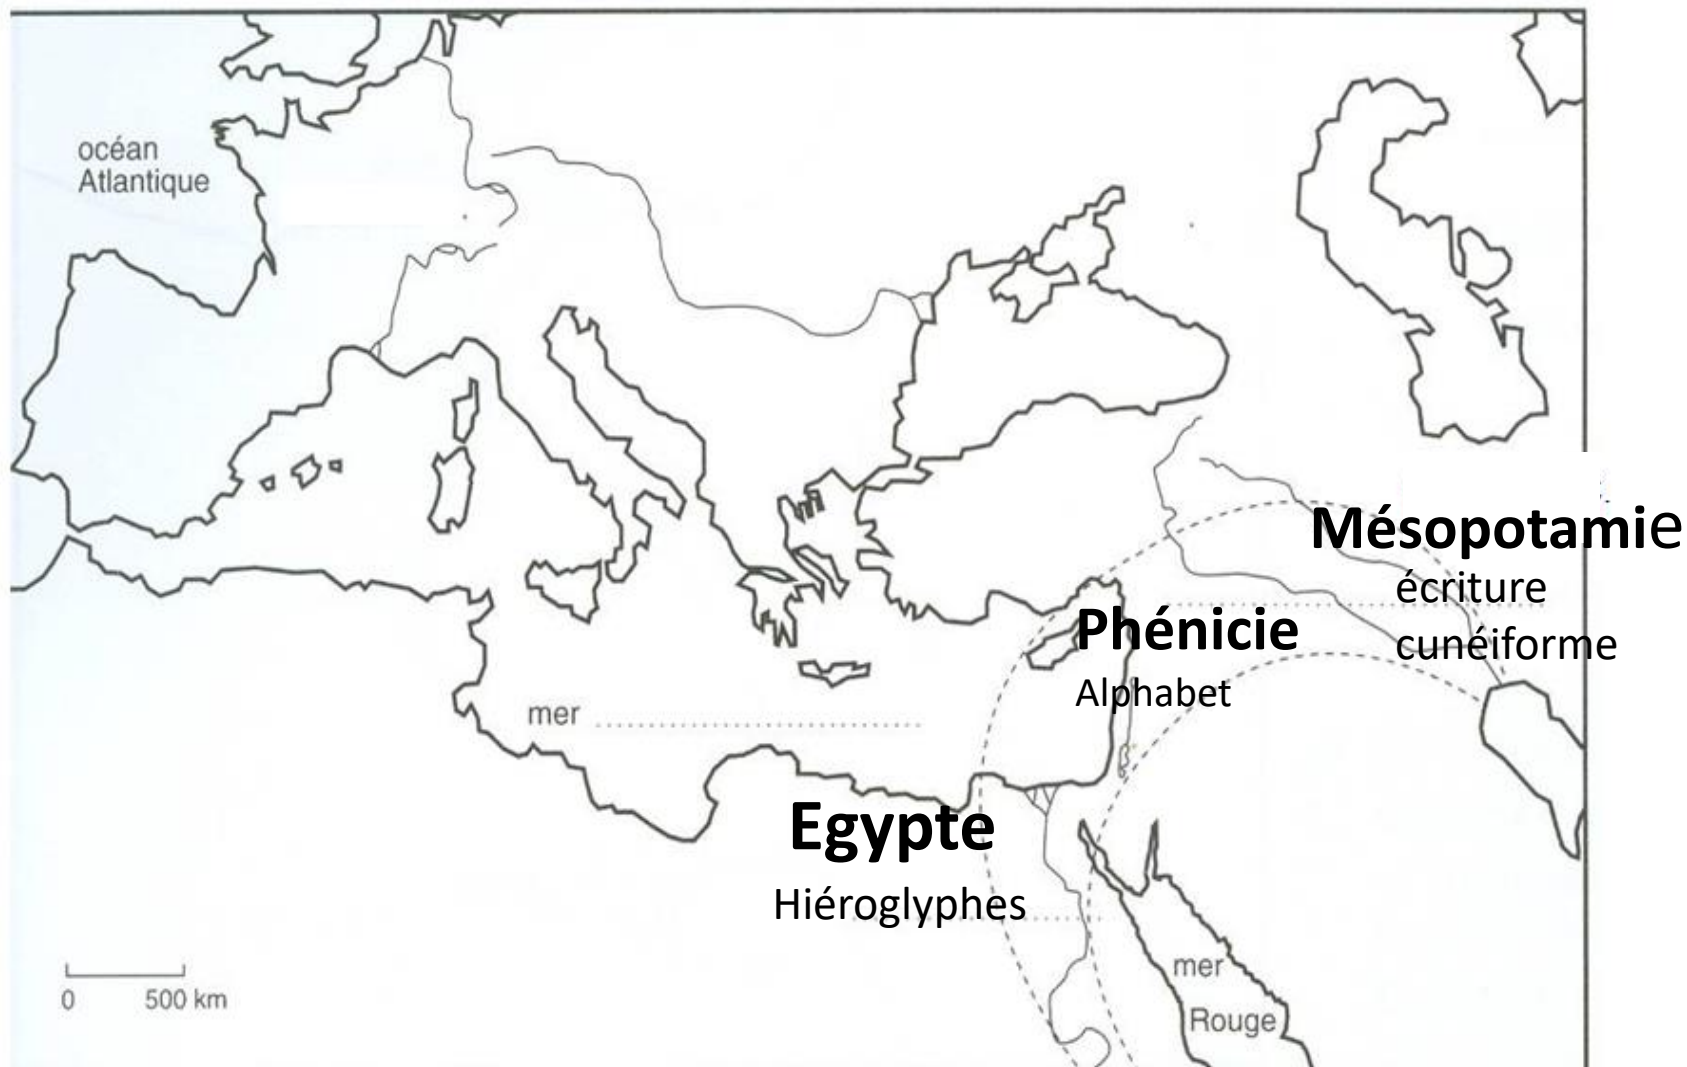 océan
Atlantique
Mésopotamie
écriture
cunéiforme
Phénicie
Alphabet
mer
Egypte
Hiéroglyphes
mer
Rouge
0 500 km